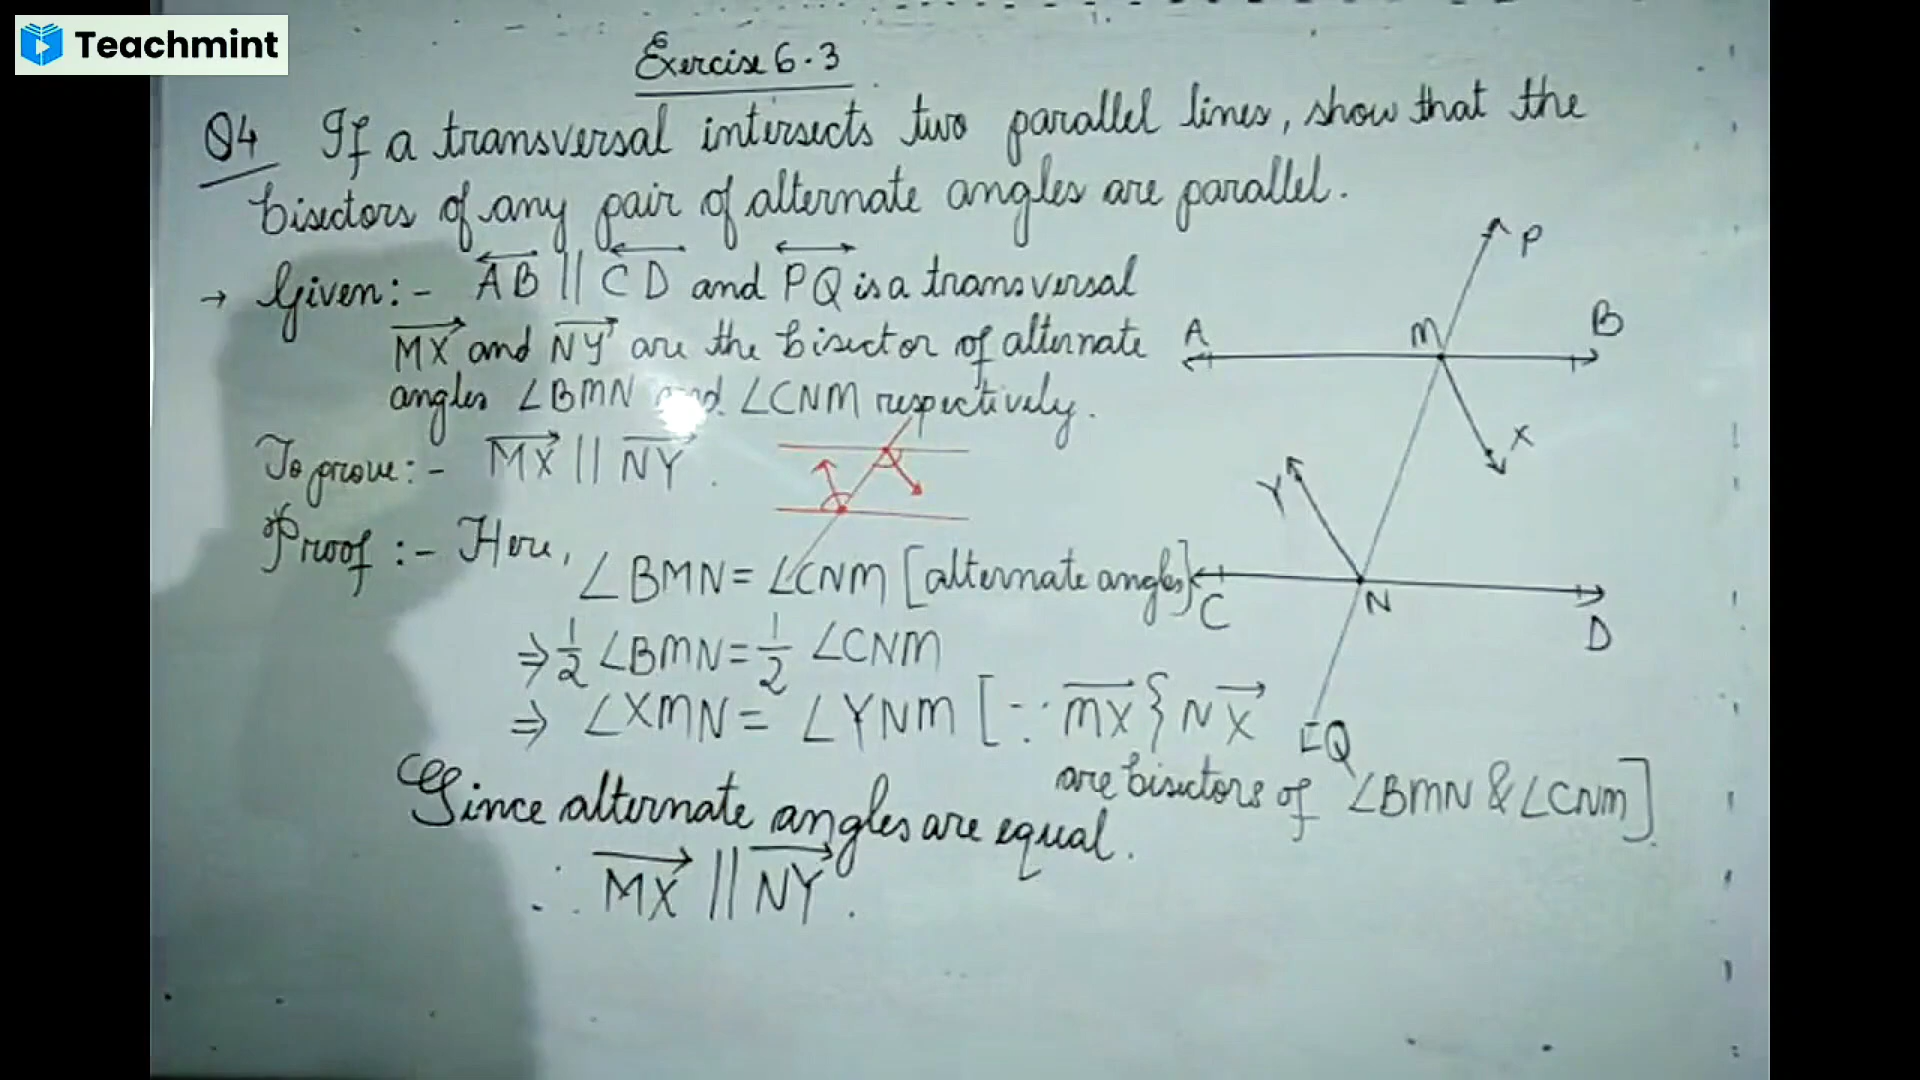 Teachmint
Exercise 6.3
Q4 If a transversal intersects two parallel lines, show that the
bisectors of any pair of alternate angles are parallel.
→ Given:- AB || CD and PQ is a transversal
MX and NY are the bisector of alternate
angles ∠BMN and ∠CNM respectively.
To prove:- MX || NY.
Proof:- Here,
∠BMN = ∠CNM [alternate angles]
⇒ 1/2 ∠BMN = 1/2 ∠CNM
⇒ ∠XMN = ∠YNM [∵ MX } NX
are bisectors of ∠BMN & ∠CNM]
Since alternate angles are equal.
∴ MX || NY.
P
A M B
X
Y
C N
D
Q